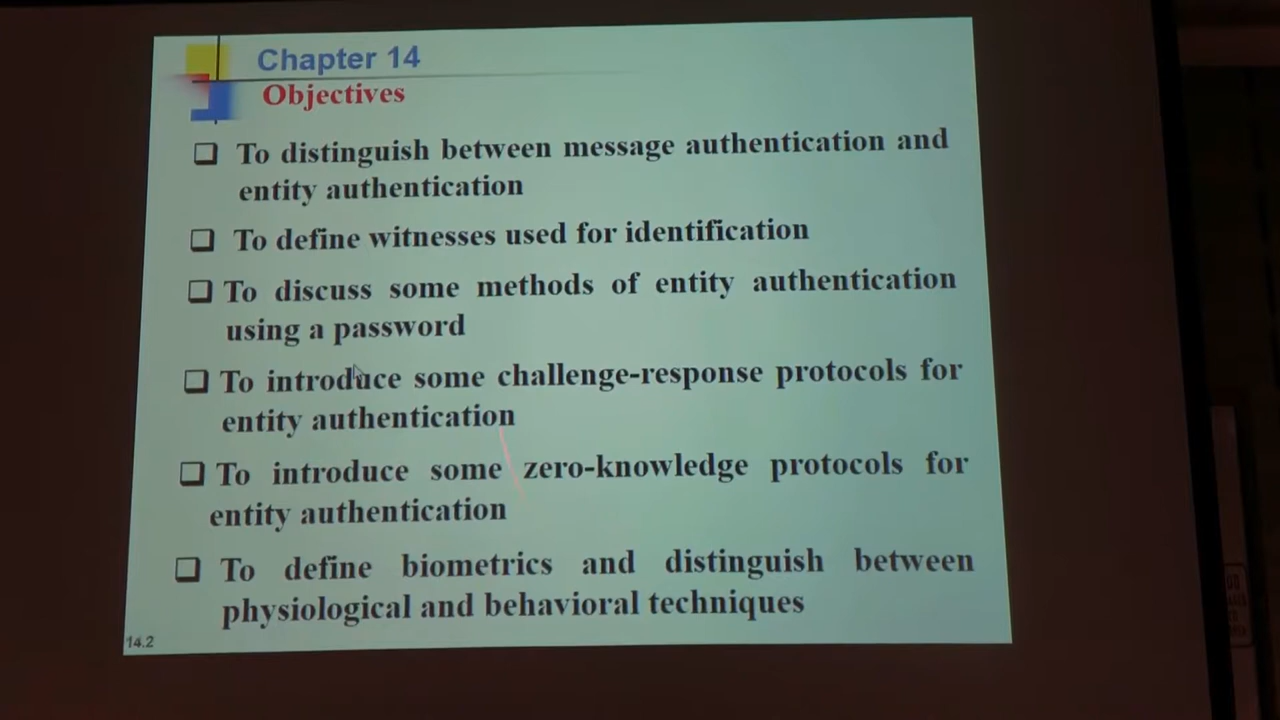 Chapter 14
Objectives
To distinguish between message authentication and
entity authentication
To define witnesses used for identification
To discuss some methods of entity authentication
using a password
To introduce some challenge-response protocols for
entity authentication
To introduce some zero-knowledge protocols for
entity authentication
To define biometrics and distinguish between
physiological and behavioral techniques
14.2